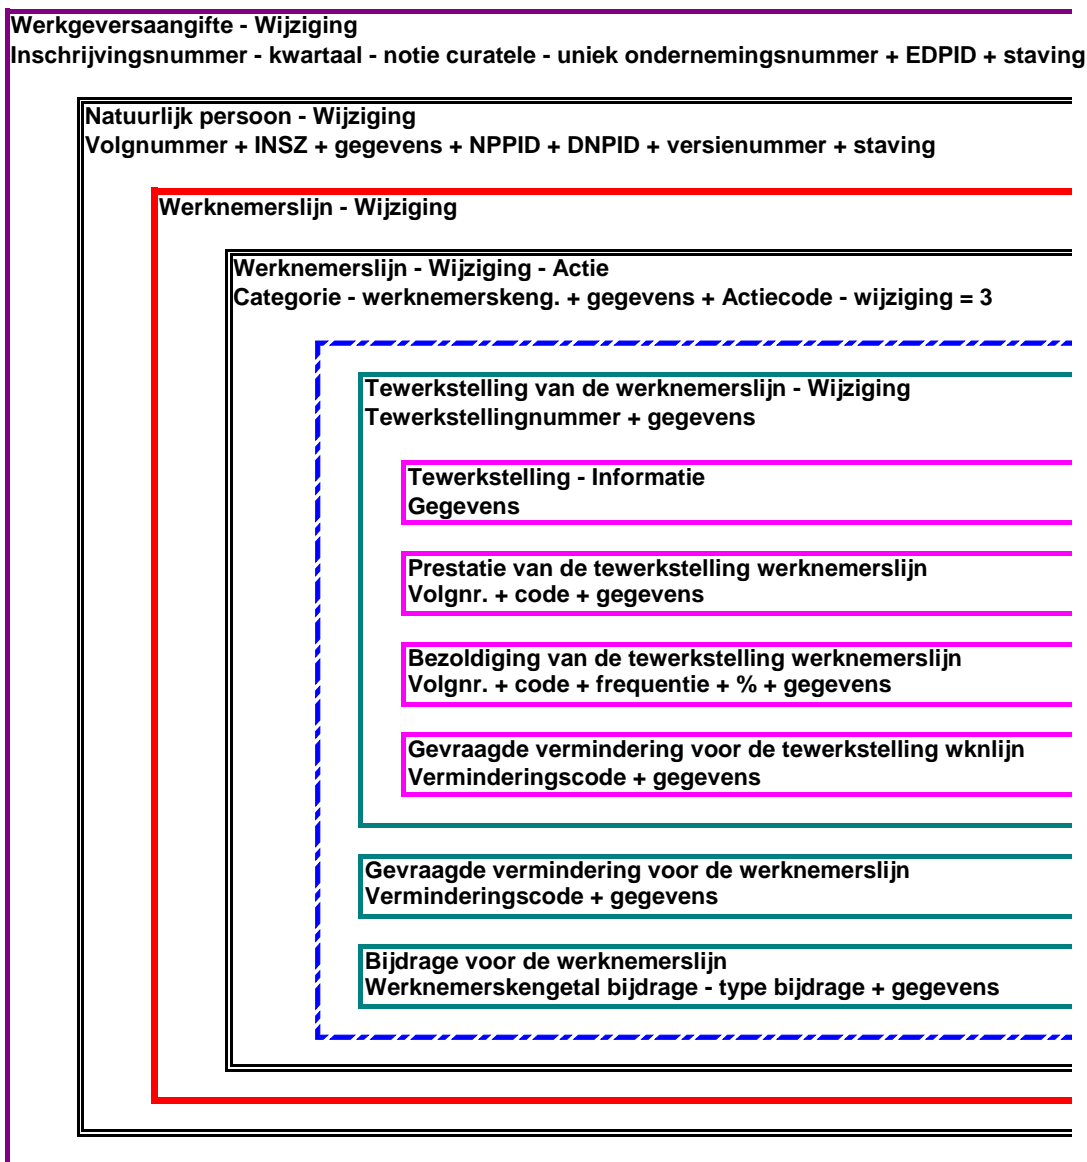 Werkgeversaangifte - Wijziging
Inschrijvingsnummer - kwartaal - notie curatele - uniek ondernemingsnummer + EDPID + staving
Natuurlijk persoon - Wijziging
Volgnummer + INSZ + gegevens + NPPID + DNPID + versienummer + staving
Werknemerslijn - Wijziging
Werknemerslijn - Wijziging - Actie
Categorie - werknemerskeng. + gegevens + Actiecode - wijziging = 3
Tewerkstelling van de werknemerslijn - Wijziging
Tewerkstellingnummer + gegevens
Tewerkstelling - Informatie
Gegevens
Prestatie van de tewerkstelling werknemerslijn
Volgnr. + code + gegevens
Bezoldiging van de tewerkstelling werknemerslijn
Volgnr. + code + frequentie + % + gegevens
Gevraagde vermindering voor de tewerkstelling wknlijn
Verminderingscode + gegevens
Gevraagde vermindering voor de werknemerslijn
Verminderingscode + gegevens
Bijdrage voor de werknemerslijn
Werknemerskengetal bijdrage - type bijdrage + gegevens